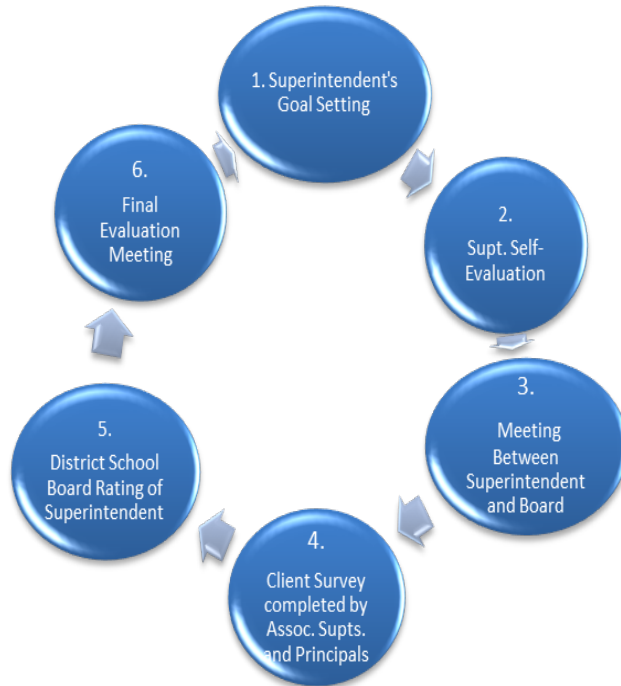 1. Superintendent's
Goal Setting
2.
Supt. Self-
Evaluation
3.
Meeting
Between
Superintendent
and Board
4.
Client Survey
completed by
Assoc. Supts.
and Principals
5.
District School
Board Rating of
Superintendent
6.
Final
Evaluation
Meeting